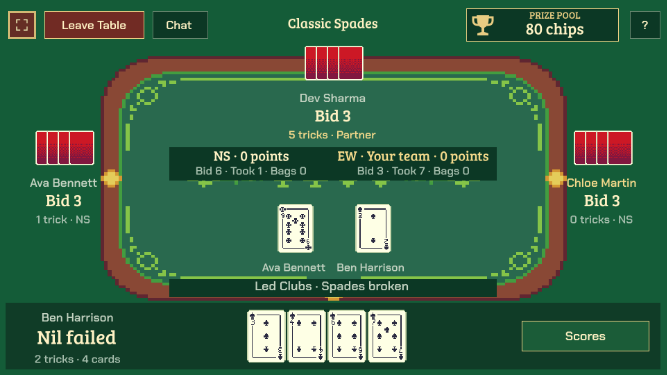 Leave Table
Chat
Classic Spades
PRIZE POOL
80 chips
?
Dev Sharma
Bid 3
5 tricks · Partner
NS · 0 points
Bid 6 · Took 1 · Bags 0
EW · Your team · 0 points
Bid 3 · Took 7 · Bags 0
Ava Bennett
Bid 3
1 trick · NS
Chloe Martin
Bid 3
0 tricks · NS
Ava Bennett
Ben Harrison
Led Clubs · Spades broken
Ben Harrison
Nil failed
2 tricks · 4 cards
Scores